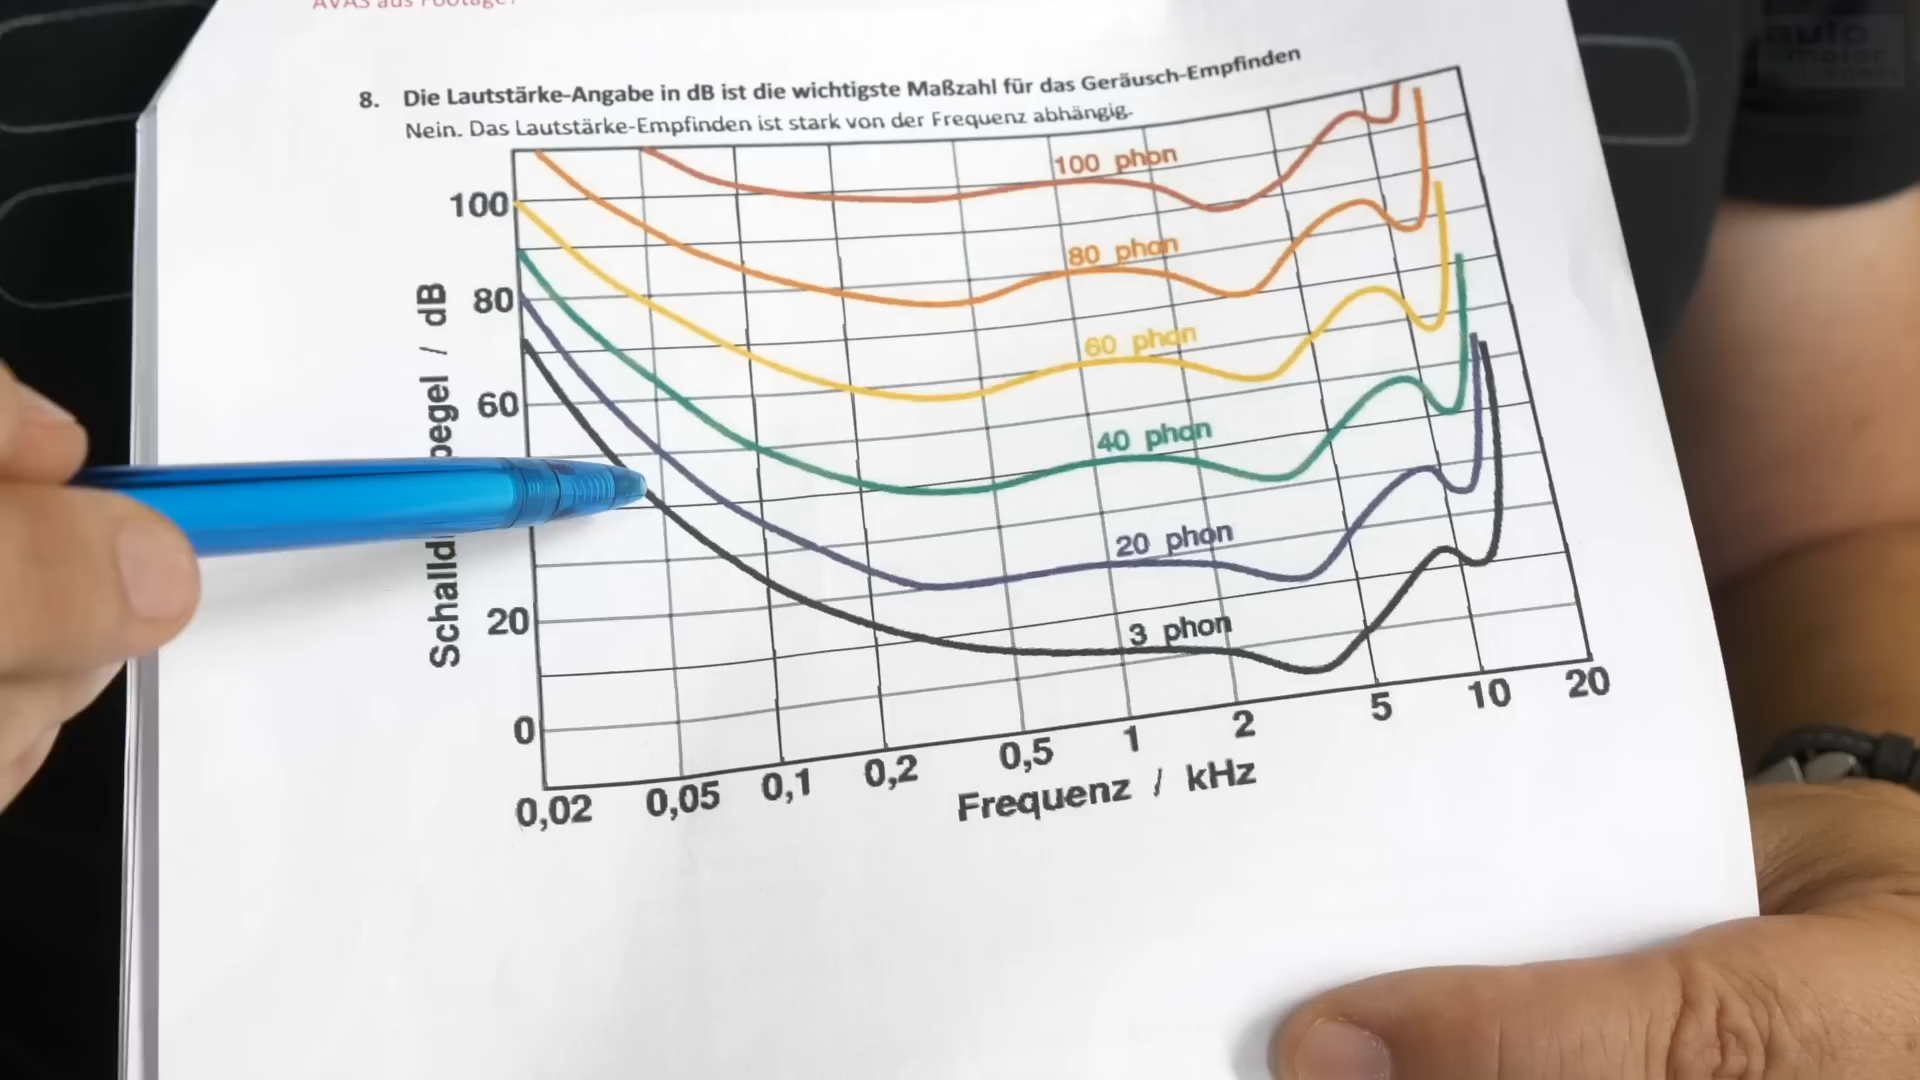 8. Die Lautstärke-Angabe in dB ist die wichtigste Maßzahl für das Geräusch-Empfinden
Nein. Das Lautstärke-Empfinden ist stark von der Frequenz abhängig.
100 phon
80 phon
60 phon
40 phon
20 phon
3 phon
100
80
60
20
0
pegel / dB
Schalld
0,02 0,05 0,1 0,2 0,5 1 2 5 10 20
Frequenz / kHz
auto
motor